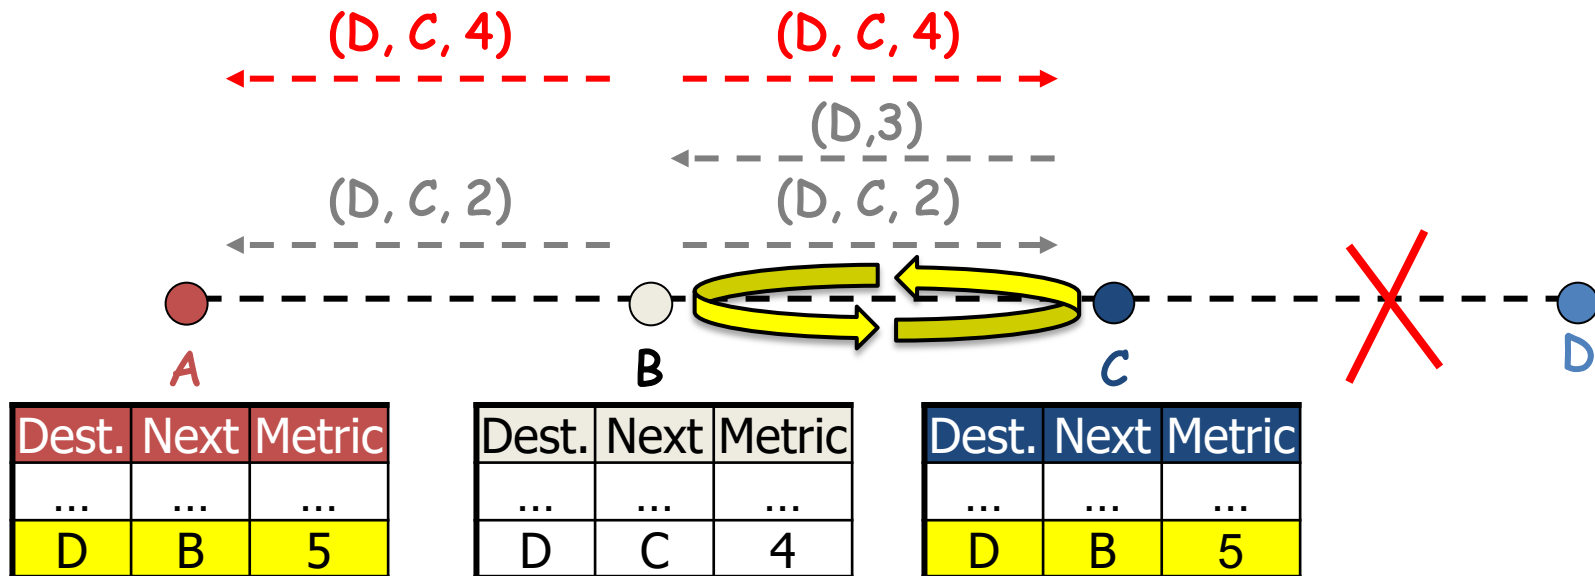 (D, C, 4) (D, C, 4)
(D,3)
(D, C, 2) (D, C, 2)
A B C D
Dest. Next Metric
... ... ...
D B 5
Dest. Next Metric
... ... ...
D C 4
Dest. Next Metric
... ... ...
D B 5